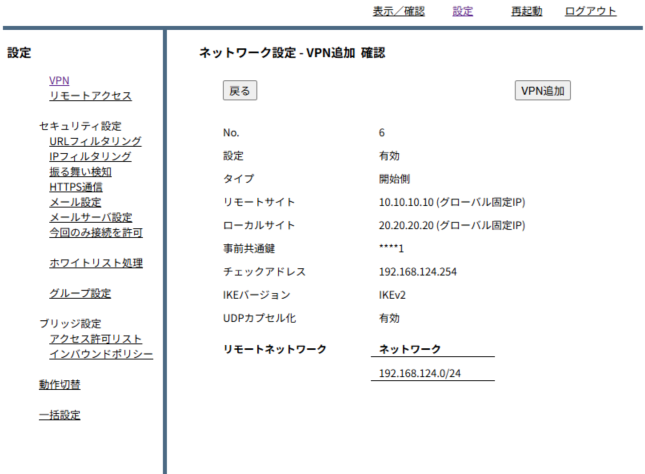 表示／確認 設定 再起動 ログアウト
設定
VPN
リモートアクセス
セキュリティ設定
URLフィルタリング
IPフィルタリング
振る舞い検知
HTTPS通信
メール設定
メールサーバ設定
今回のみ接続を許可
ホワイトリスト処理
グループ設定
ブリッジ設定
アクセス許可リスト
インバウンドポリシー
動作切替
一括設定
ネットワーク設定 - VPN追加 確認
戻る VPN追加
No. 6
設定 有効
タイプ 開始側
リモートサイト 10.10.10.10 (グローバル固定IP)
ローカルサイト 20.20.20.20 (グローバル固定IP)
事前共通鍵 ****1
チェックアドレス 192.168.124.254
IKEバージョン IKEv2
UDPカプセル化 有効
リモートネットワーク ネットワーク
192.168.124.0/24